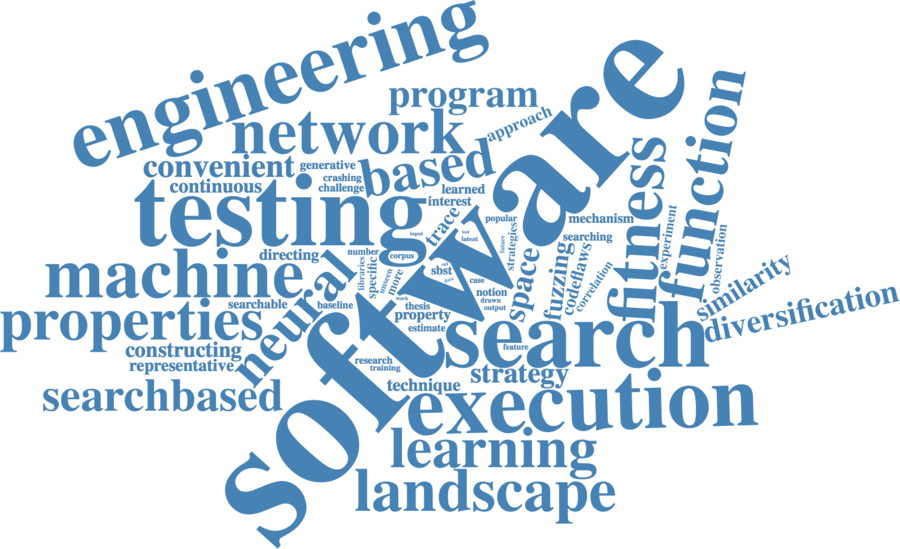 engineering
software
program
approach
network
function
convenient
generative
based
fitness
crashing
continuous
challenge
learned
testing
interest
trace
popular
mechanism
experiment
input
tool
latent
future
strategies
searching
observation
directing
number
corpus
space
fuzzing
codeflaws
correlation
machine
neural
libraries
specific
unseen
more
sbst
data
case
similarity
notion
drawn
output
searchable
baseline
work
thesis
properties
property
estimate
search
diversification
constructing
feature
representative
research
training
strategy
technique
searchbased
execution
learning
landscape